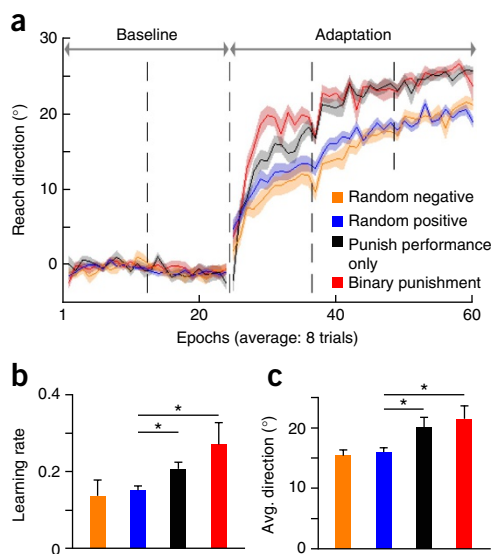 a
Baseline
Adaptation
30
20
10
0
Reach direction (°)
Random negative
Random positive
Punish performance
only
Binary punishment
1
20
40
60
Epochs (average: 8 trials)
b
0.4
0.2
0
Learning rate
*
*
c
20
15
10
Avg. direction (°)
*
*